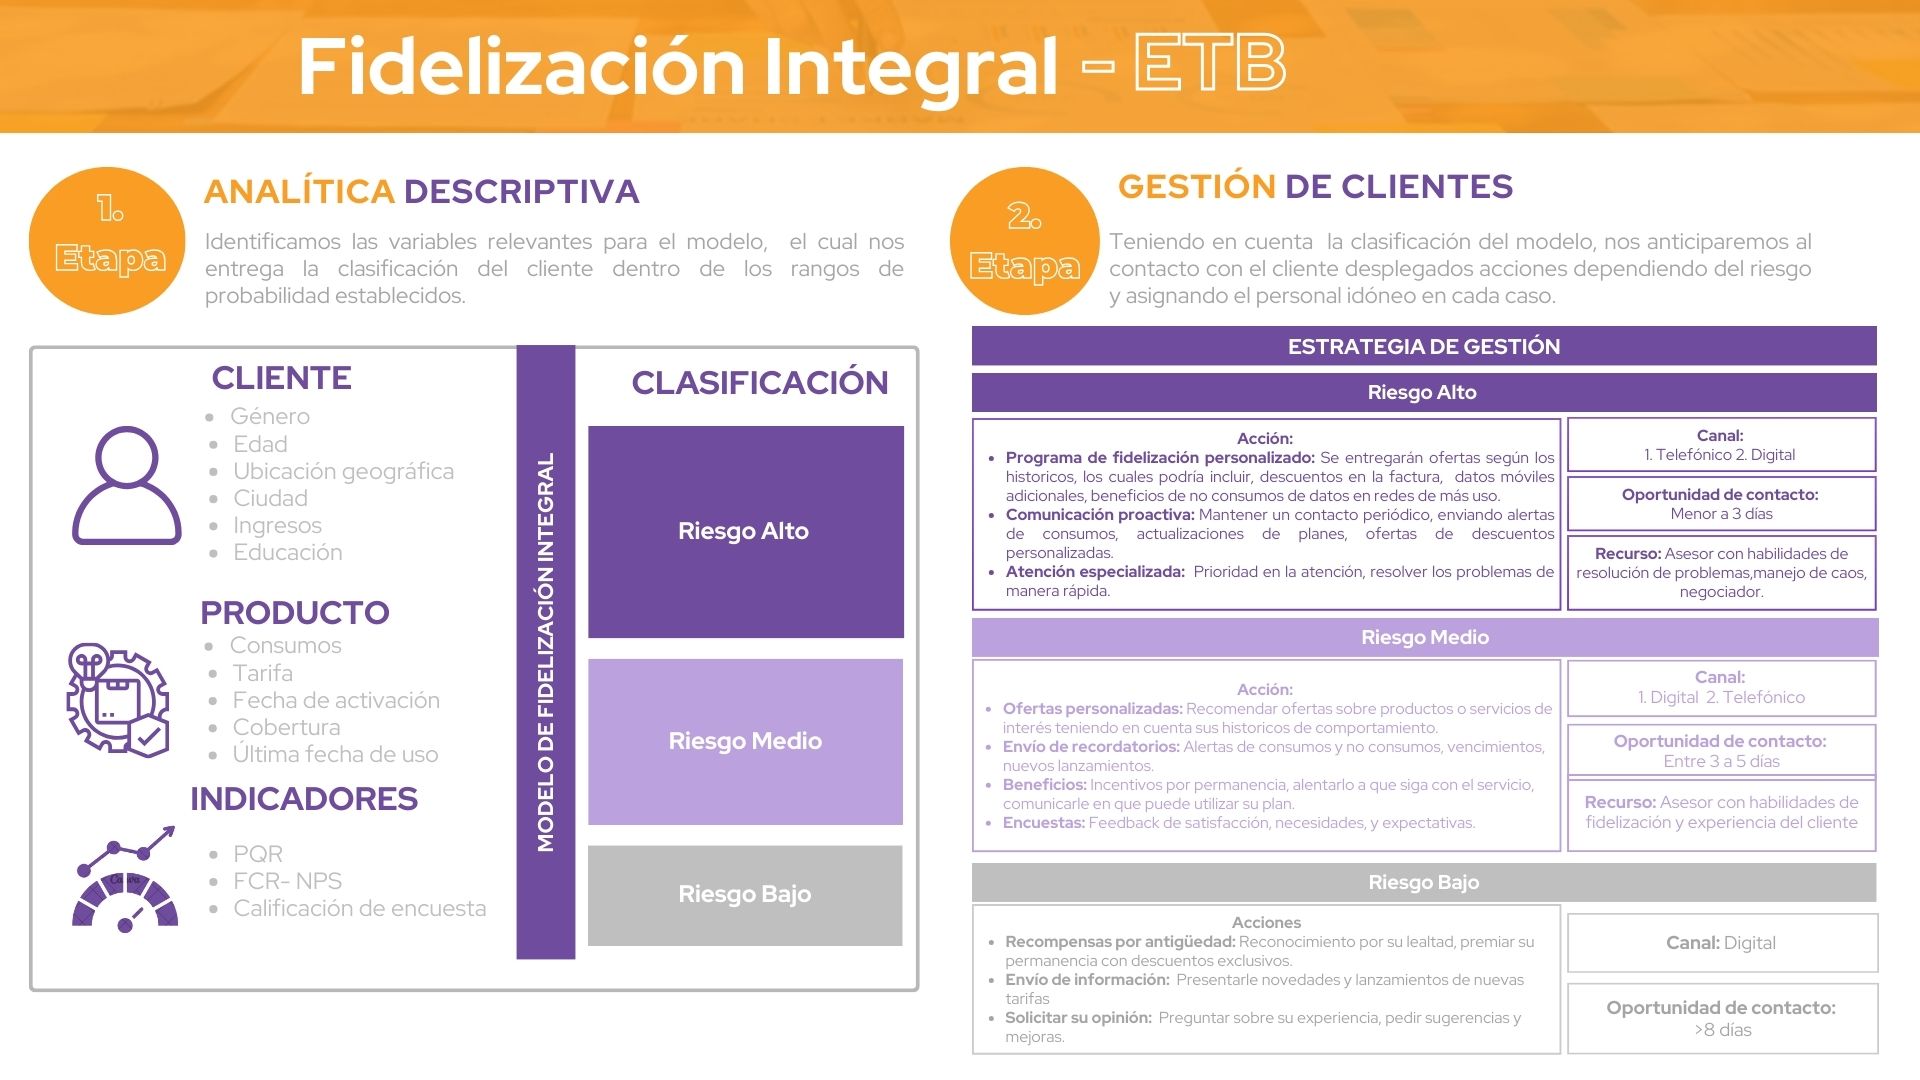 Fidelización Integral - ETB
1.
Etapa
ANALÍTICA DESCRIPTIVA
Identificamos las variables relevantes para el modelo, el cual nos
entrega la clasificación del cliente dentro de los rangos de
probabilidad establecidos.
CLIENTE
• Género
• Edad
• Ubicación geográfica
• Ciudad
• Ingresos
• Educación
PRODUCTO
• Consumos
• Tarifa
• Fecha de activación
• Cobertura
• Última fecha de uso
INDICADORES
• PQR
• FCR- NPS
• Calificación de encuesta
Canva
MODELO DE FIDELIZACIÓN INTEGRAL
CLASIFICACIÓN
Riesgo Alto
Riesgo Medio
Riesgo Bajo
2.
Etapa
GESTIÓN DE CLIENTES
Teniendo en cuenta la clasificación del modelo, nos anticiparemos al
contacto con el cliente desplegados acciones dependiendo del riesgo
y asignando el personal idóneo en cada caso.
ESTRATEGIA DE GESTIÓN
Riesgo Alto
Acción:
• Programa de fidelización personalizado: Se entregarán ofertas según los
historicos, los cuales podría incluir, descuentos en la factura, datos móviles
adicionales, beneficios de no consumos de datos en redes de más uso.
• Comunicación proactiva: Mantener un contacto periódico, enviando alertas
de consumos, actualizaciones de planes, ofertas de descuentos
personalizadas.
• Atención especializada: Prioridad en la atención, resolver los problemas de
manera rápida.
Canal:
1. Telefónico 2. Digital
Oportunidad de contacto:
Menor a 3 días
Recurso: Asesor con habilidades de
resolución de problemas,manejo de caos,
negociador.
Riesgo Medio
Acción:
• Ofertas personalizadas: Recomendar ofertas sobre productos o servicios de
interés teniendo en cuenta sus historicos de comportamiento.
• Envío de recordatorios: Alertas de consumos y no consumos, vencimientos,
nuevos lanzamientos.
• Beneficios: Incentivos por permanencia, alentarlo a que siga con el servicio,
comunicarle en que puede utilizar su plan.
• Encuestas: Feedback de satisfacción, necesidades, y expectativas.
Canal:
1. Digital 2. Telefónico
Oportunidad de contacto:
Entre 3 a 5 días
Recurso: Asesor con habilidades de
fidelización y experiencia del cliente
Riesgo Bajo
Acciones
• Recompensas por antigüedad: Reconocimiento por su lealtad, premiar su
permanencia con descuentos exclusivos.
• Envío de información: Presentarle novedades y lanzamientos de nuevas
tarifas
• Solicitar su opinión: Preguntar sobre su experiencia, pedir sugerencias y
mejoras.
Canal: Digital
Oportunidad de contacto:
>8 días